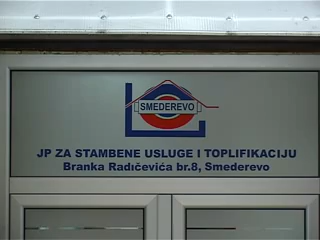 SMEDEREVO
JP ZA STAMBENE USLUGE I TOPLIFIKACIJU
Branka Radičevića br.8, Smederevo